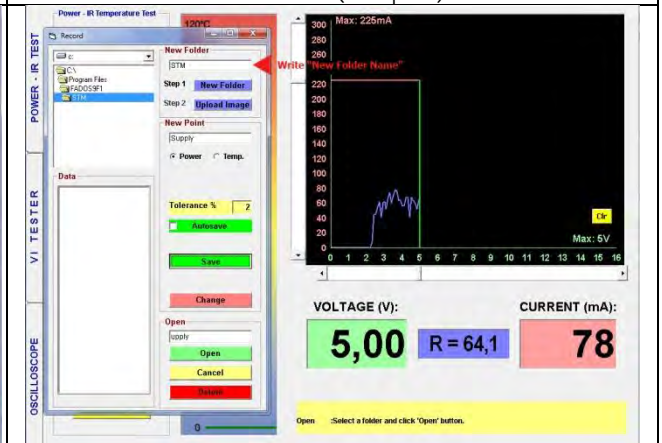 Power - IR Temperature Test
120°C
Record
POWER - IR TEST
VI TESTER
OSCILLOSCOPE
c:
C:\
Program Files
FADOS9F1
STM
Data
New Folder
STM
Step 1 New Folder
Step 2 Upload Image
New Point
Supply
Power Temp.
Tolerance % 2
Autosave
Save
Change
Open
upply
Open
Cancel
Delete
0
Write "New Folder Name"
Max: 225mA
300
280
260
220
200
180
160
140
120
100
80
60
40
20
0
Clr
Max: 5V
0 1 2 3 4 5 6 7 8 9 10 11 12 13 14 15 16
VOLTAGE (V):
CURRENT (mA):
5,00
R = 64,1
78
Open :Select a folder and click 'Open' button.